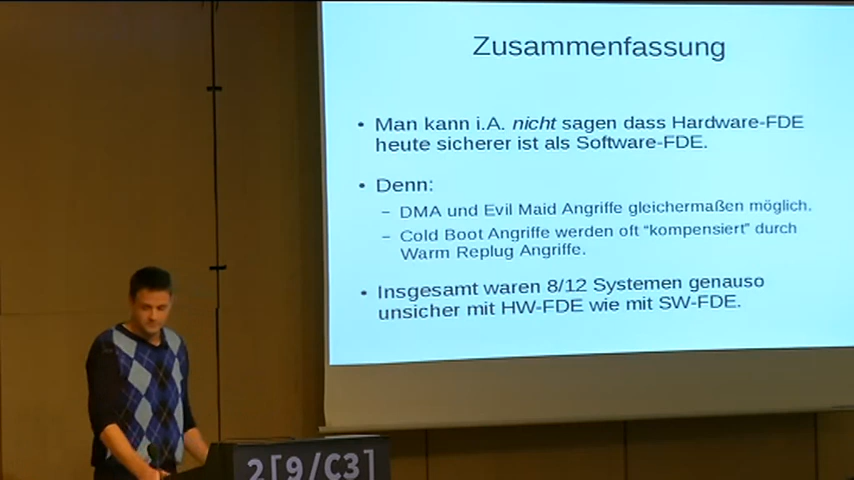 Zusammenfassung
• Man kann i.A. nicht sagen dass Hardware-FDE
heute sicherer ist als Software-FDE.
• Denn:
– DMA und Evil Maid Angriffe gleichermaßen möglich.
– Cold Boot Angriffe werden oft “kompensiert” durch
Warm Replug Angriffe.
• Insgesamt waren 8/12 Systemen genauso
unsicher mit HW-FDE wie mit SW-FDE.
2[9/C3]